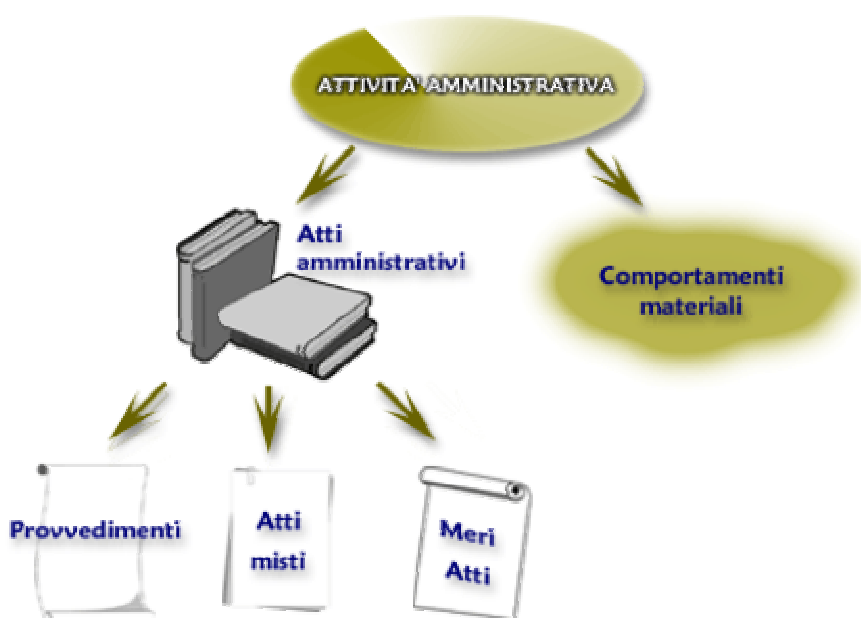 ATTIVITA' AMMINISTRATIVA
Atti
amministrativi
Comportamenti
materiali
Provvedimenti
Atti
misti
Meri
Atti